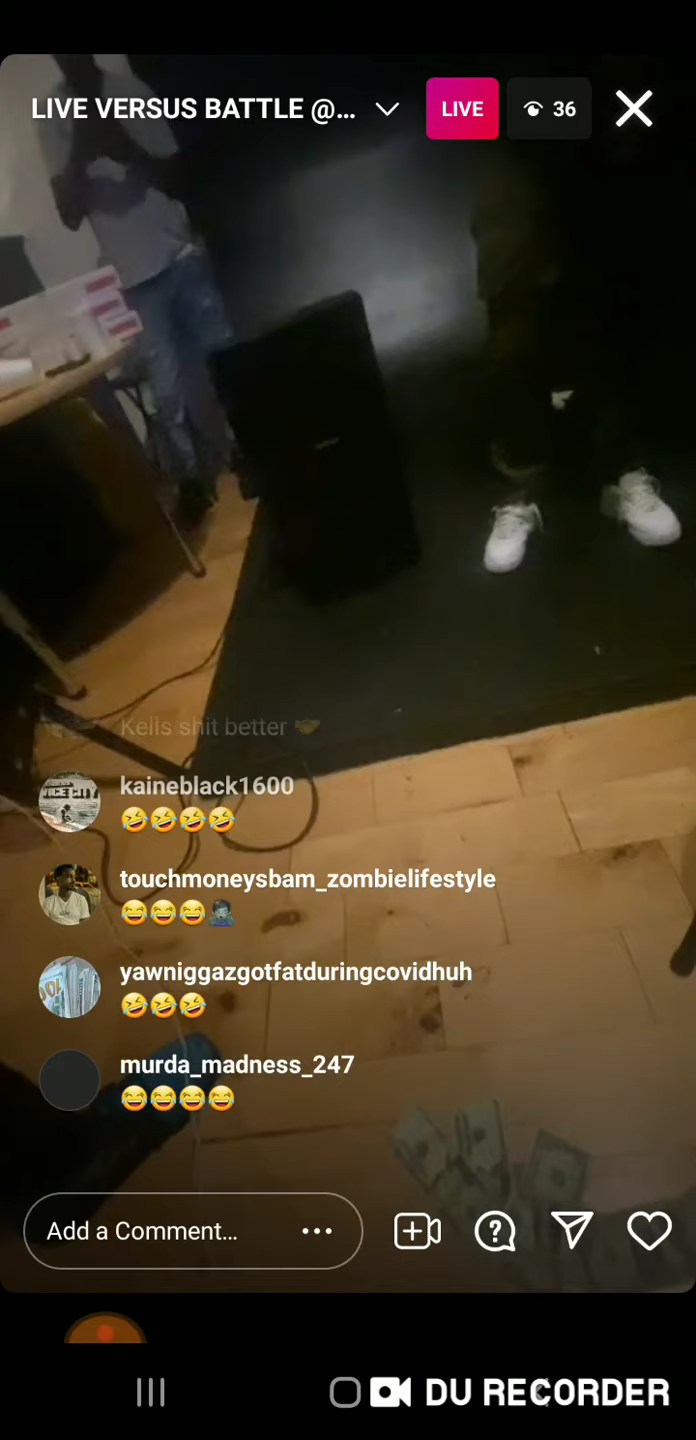 LIVE VERSUS BATTLE @...
LIVE
36
Kells shit better 🤝
kaineblack1600
🤣🤣🤣🤣
touchmoneysbam_zombielifestyle
😂😂😂🤷🏿‍♂️
yawniggazgotfatduringcovidhuh
🤣🤣🤣
murda_madness_247
😂😂😂😂
Add a Comment...
DU RECORDER